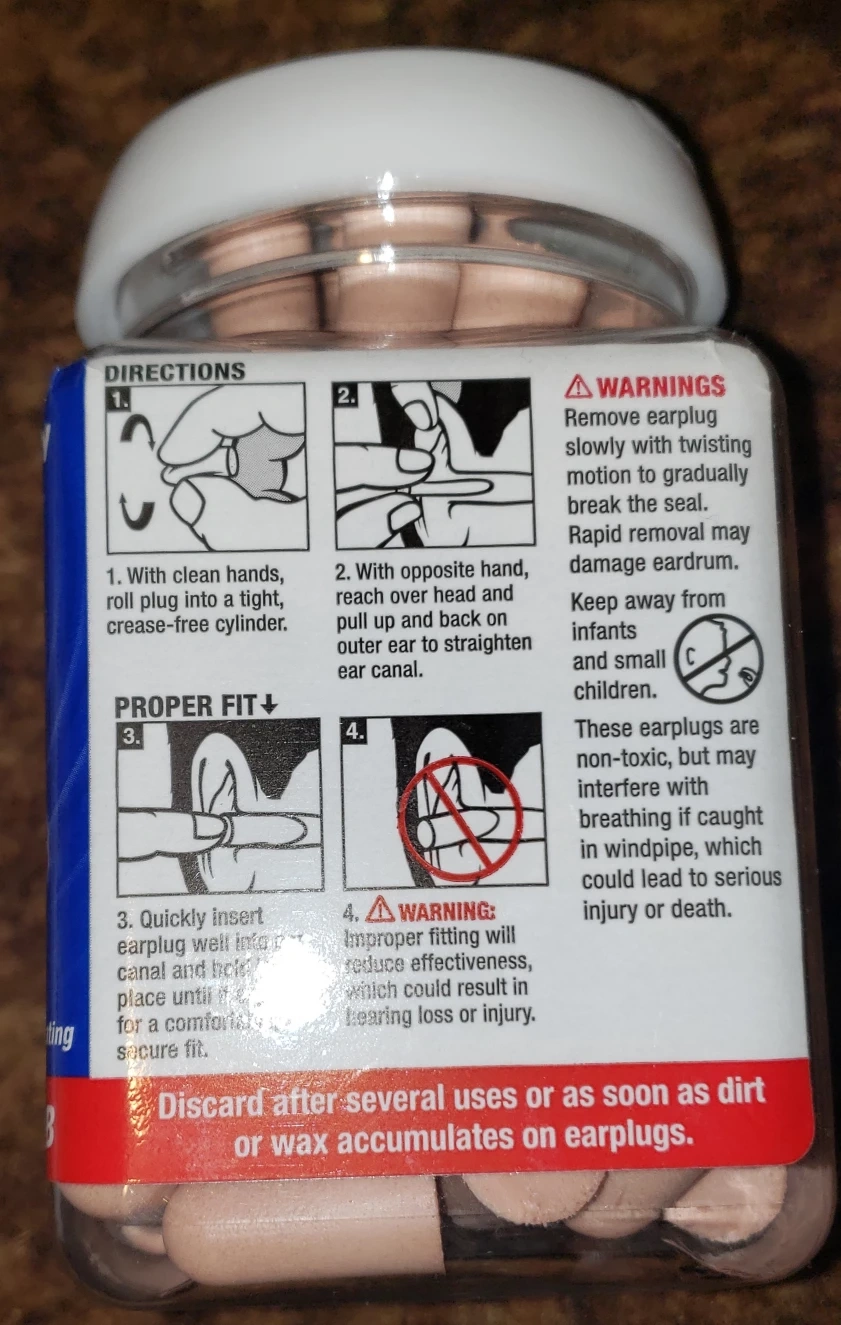 DIRECTIONS
1.
1. With clean hands,
roll plug into a tight,
crease-free cylinder.
2.
2. With opposite hand,
reach over head and
pull up and back on
outer ear to straighten
ear canal.
PROPER FIT↓
3.
3. Quickly insert
earplug well into
canal and hold
place until
for a
secure fit.
4.
4. ⚠ WARNING:
Improper fitting will
reduce effectiveness,
which could result in
hearing loss or injury.
⚠ WARNINGS
Remove earplug
slowly with twisting
motion to gradually
break the seal.
Rapid removal may
damage eardrum.
Keep away from
infants
and small
children.
These earplugs are
non-toxic, but may
interfere with
breathing if caught
in windpipe, which
could lead to serious
injury or death.
Discard after several uses or as soon as dirt
or wax accumulates on earplugs.